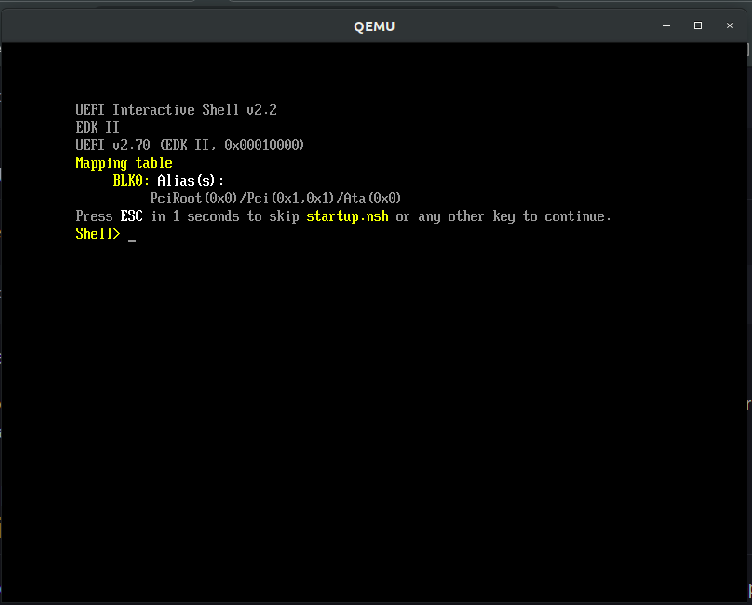 QEMU
UEFI Interactive Shell v2.2
EDK II
UEFI v2.70 (EDK II, 0x00010000)
Mapping table
BLK0: Alias(s):
PciRoot(0x0)/Pci(0x1,0x1)/Ata(0x0)
Press ESC in 1 seconds to skip startup.nsh or any other key to continue.
Shell> _